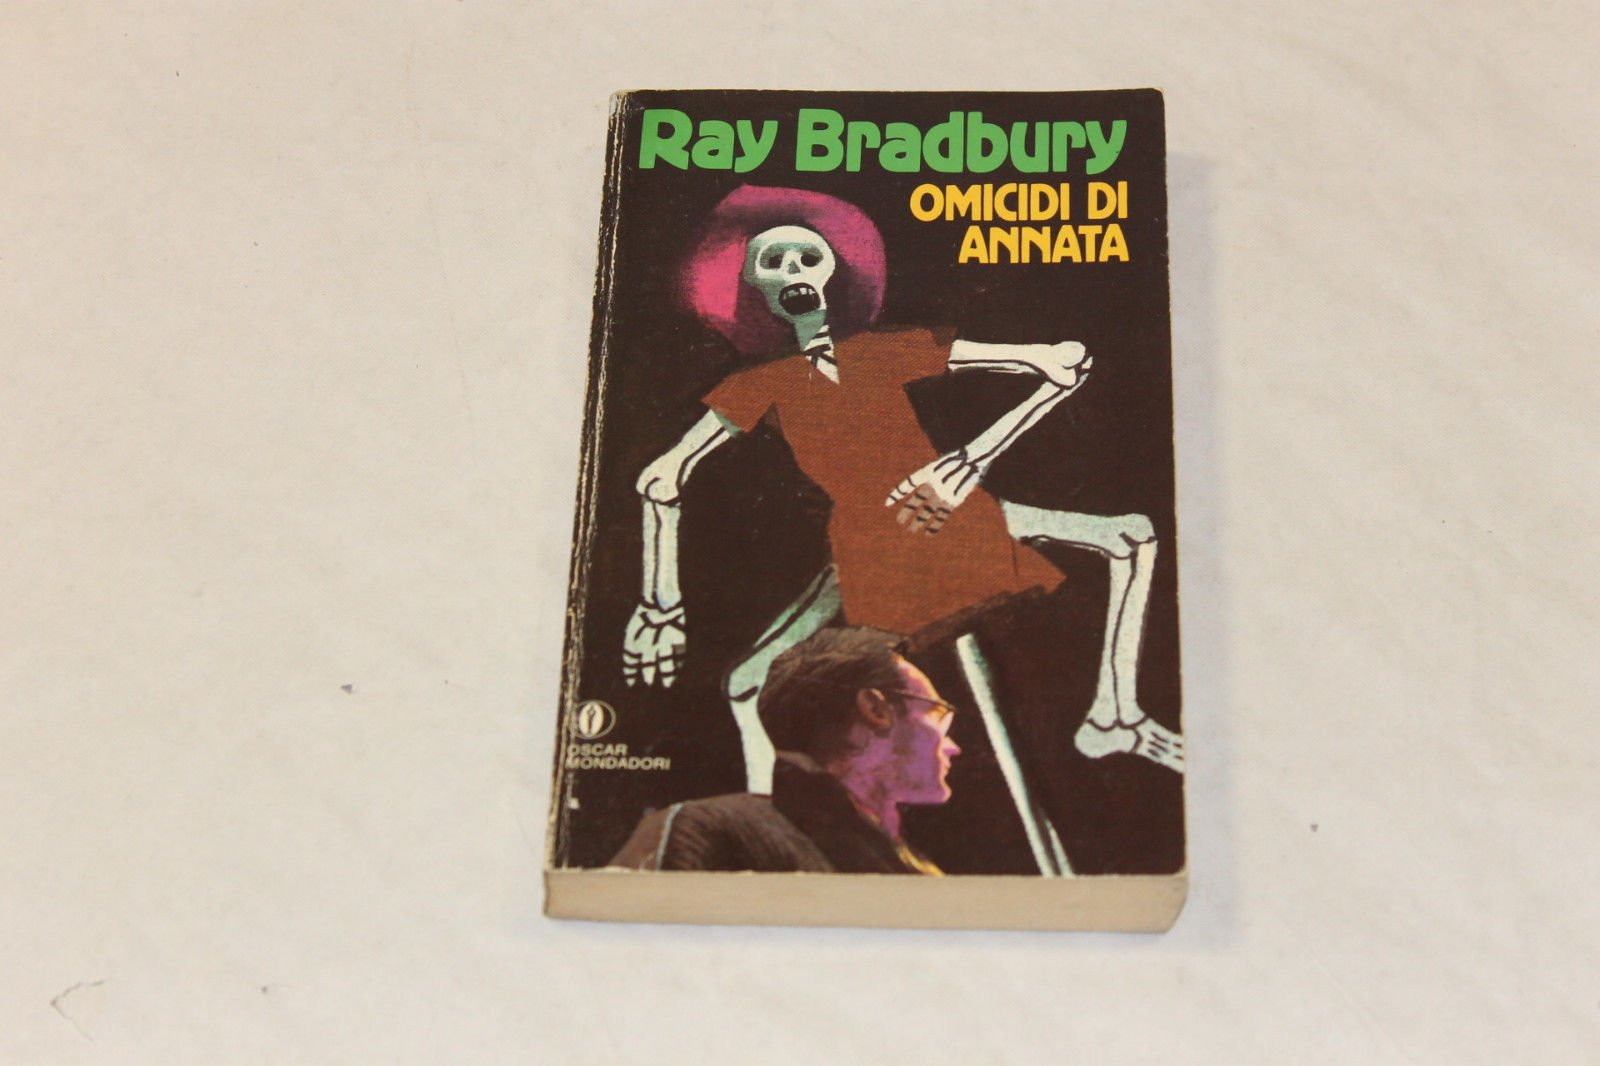 Ray Bradbury
OMICIDI DI
ANNATA
OSCAR
MONDADORI